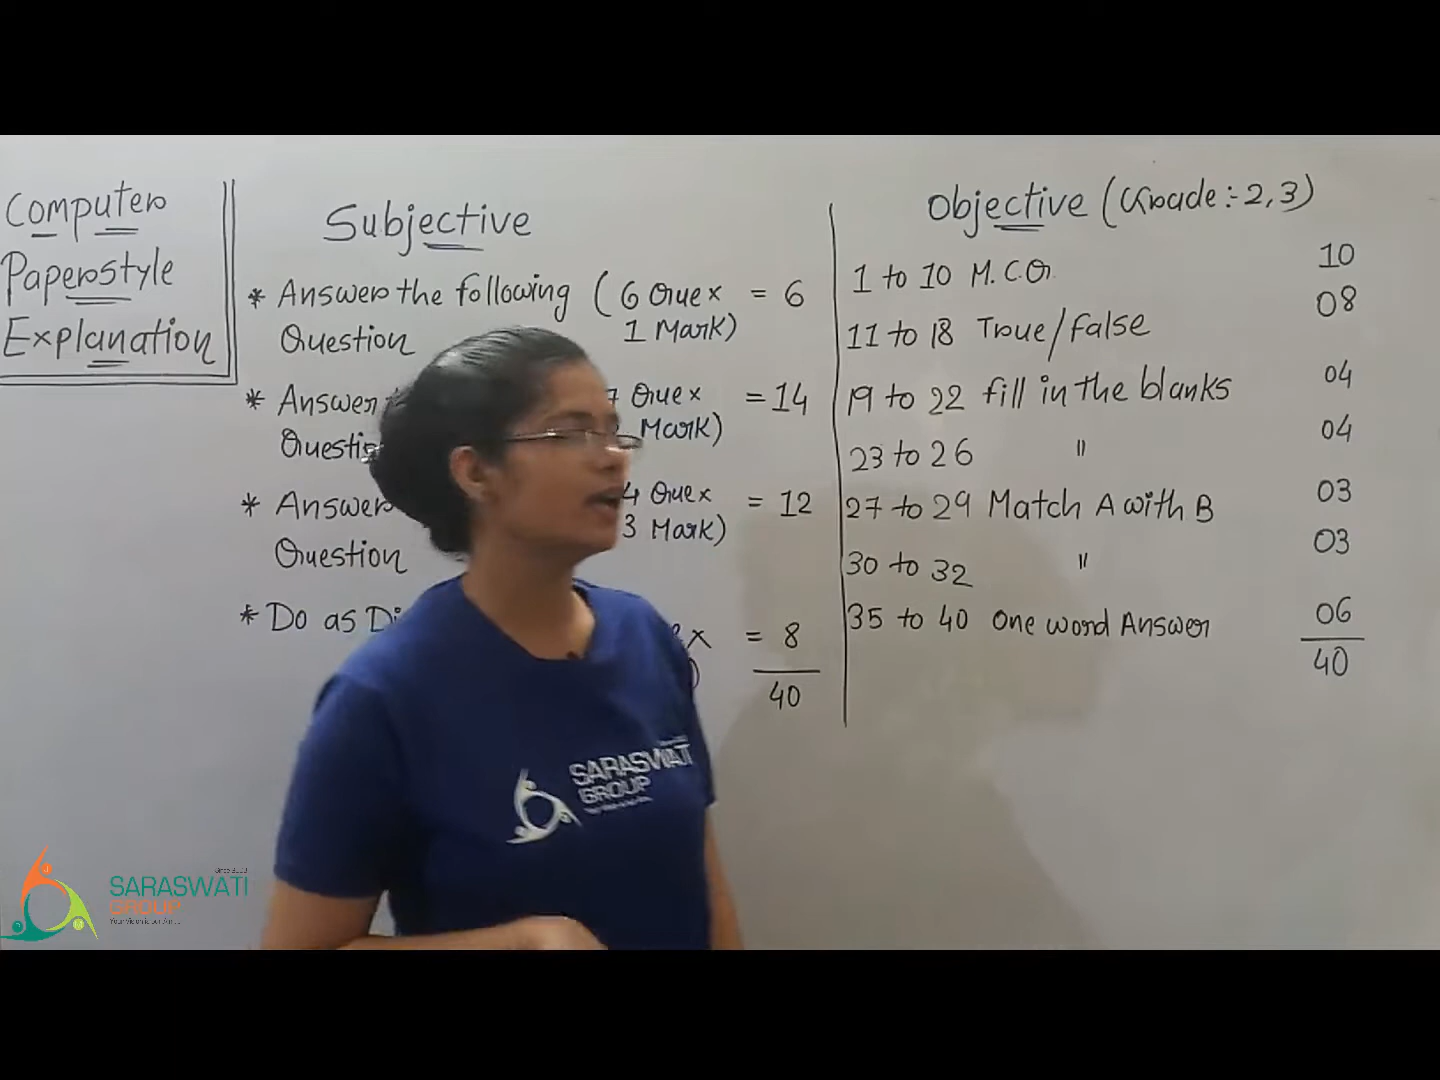 Computer
Paperstyle
Explanation
Subjective
* Answer the following (6 Que x = 6
Question 1 Mark)
* Answer Que x = 14
Mark)
* Answer 4 Que x = 12
Question 3 Mark)
* Do as x = 8
40
Objective (Grade:-2,3)
1 to 10 M.C.Q. 10
11 to 18 True/false 08
19 to 22 fill in the blanks 04
23 to 26 " 04
27 to 29 Match A with B 03
30 to 32 " 03
35 to 40 One word Answer 06
40
SARASWATI
GROUP
SARASWATI
GROUP